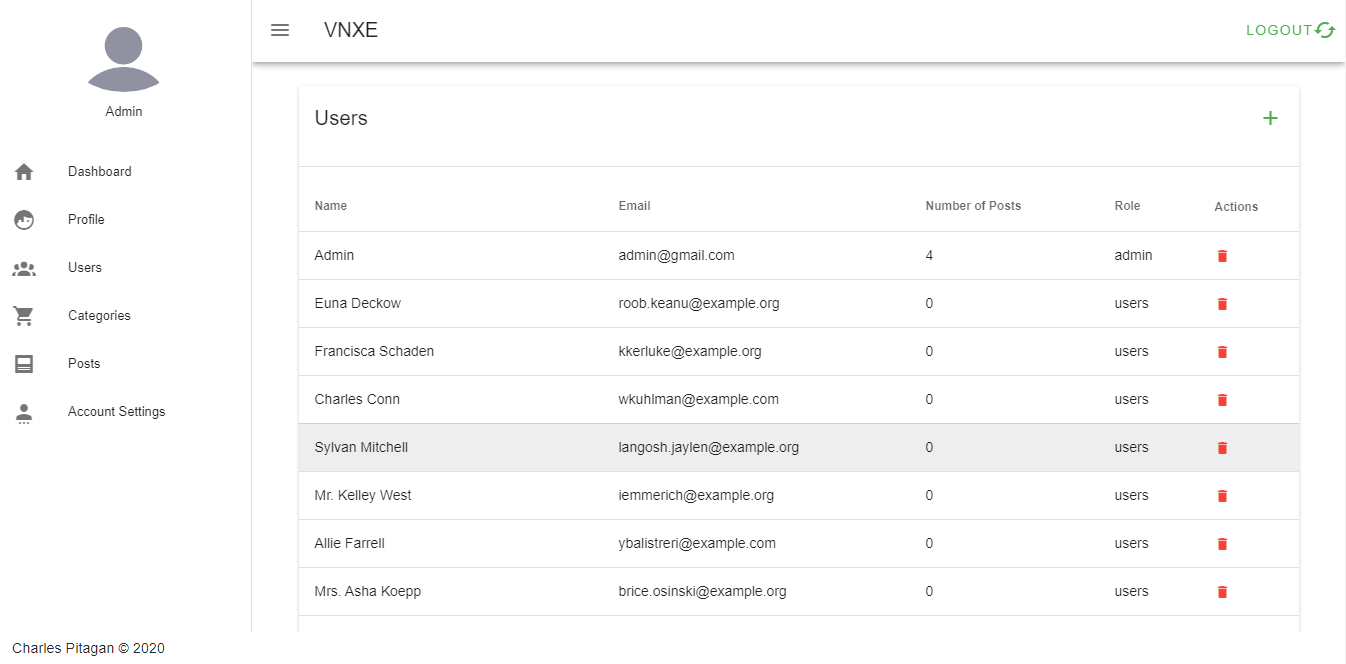 VNXE
LOGOUT
Admin
Dashboard
Profile
Users
Categories
Posts
Account Settings
Users
Name Email Number of Posts Role Actions
Admin admin@gmail.com 4 admin
Euna Deckow roob.keanu@example.org 0 users
Francisca Schaden kkerluke@example.org 0 users
Charles Conn wkuhlman@example.com 0 users
Sylvan Mitchell langosh.jaylen@example.org 0 users
Mr. Kelley West iemmerich@example.org 0 users
Allie Farrell ybalistreri@example.com 0 users
Mrs. Asha Koepp brice.osinski@example.org 0 users
Charles Pitagan © 2020